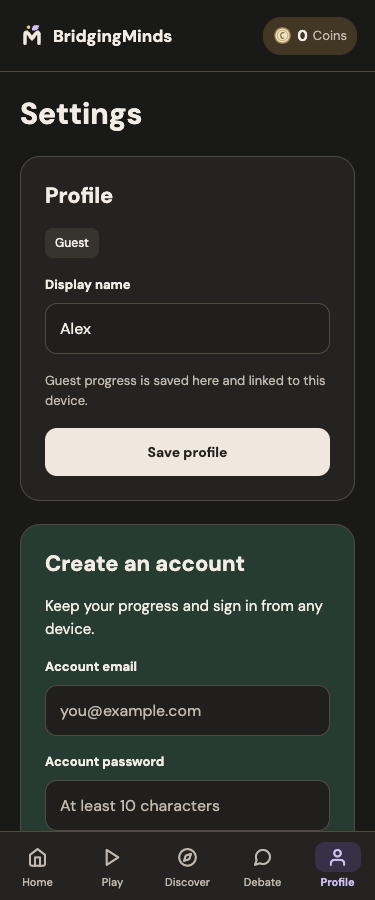 BridgingMinds
0 Coins
Settings
Profile
Guest
Display name
Alex
Guest progress is saved here and linked to this
device.
Save profile
Create an account
Keep your progress and sign in from any
device.
Account email
you@example.com
Account password
At least 10 characters
Home
Play
Discover
Debate
Profile